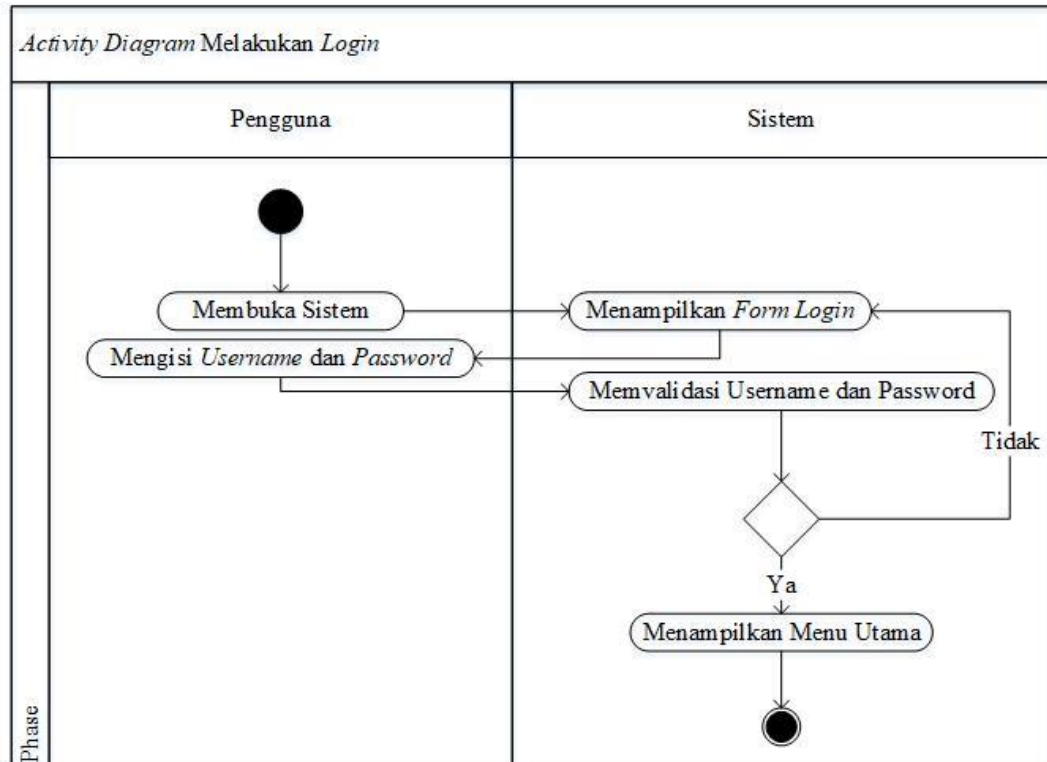 Activity Diagram Melakukan Login
Pengguna
Sistem
Membuka Sistem
Menampilkan Form Login
Mengisi Username dan Password
Memvalidasi Username dan Password
Tidak
Ya
Menampilkan Menu Utama
Phase